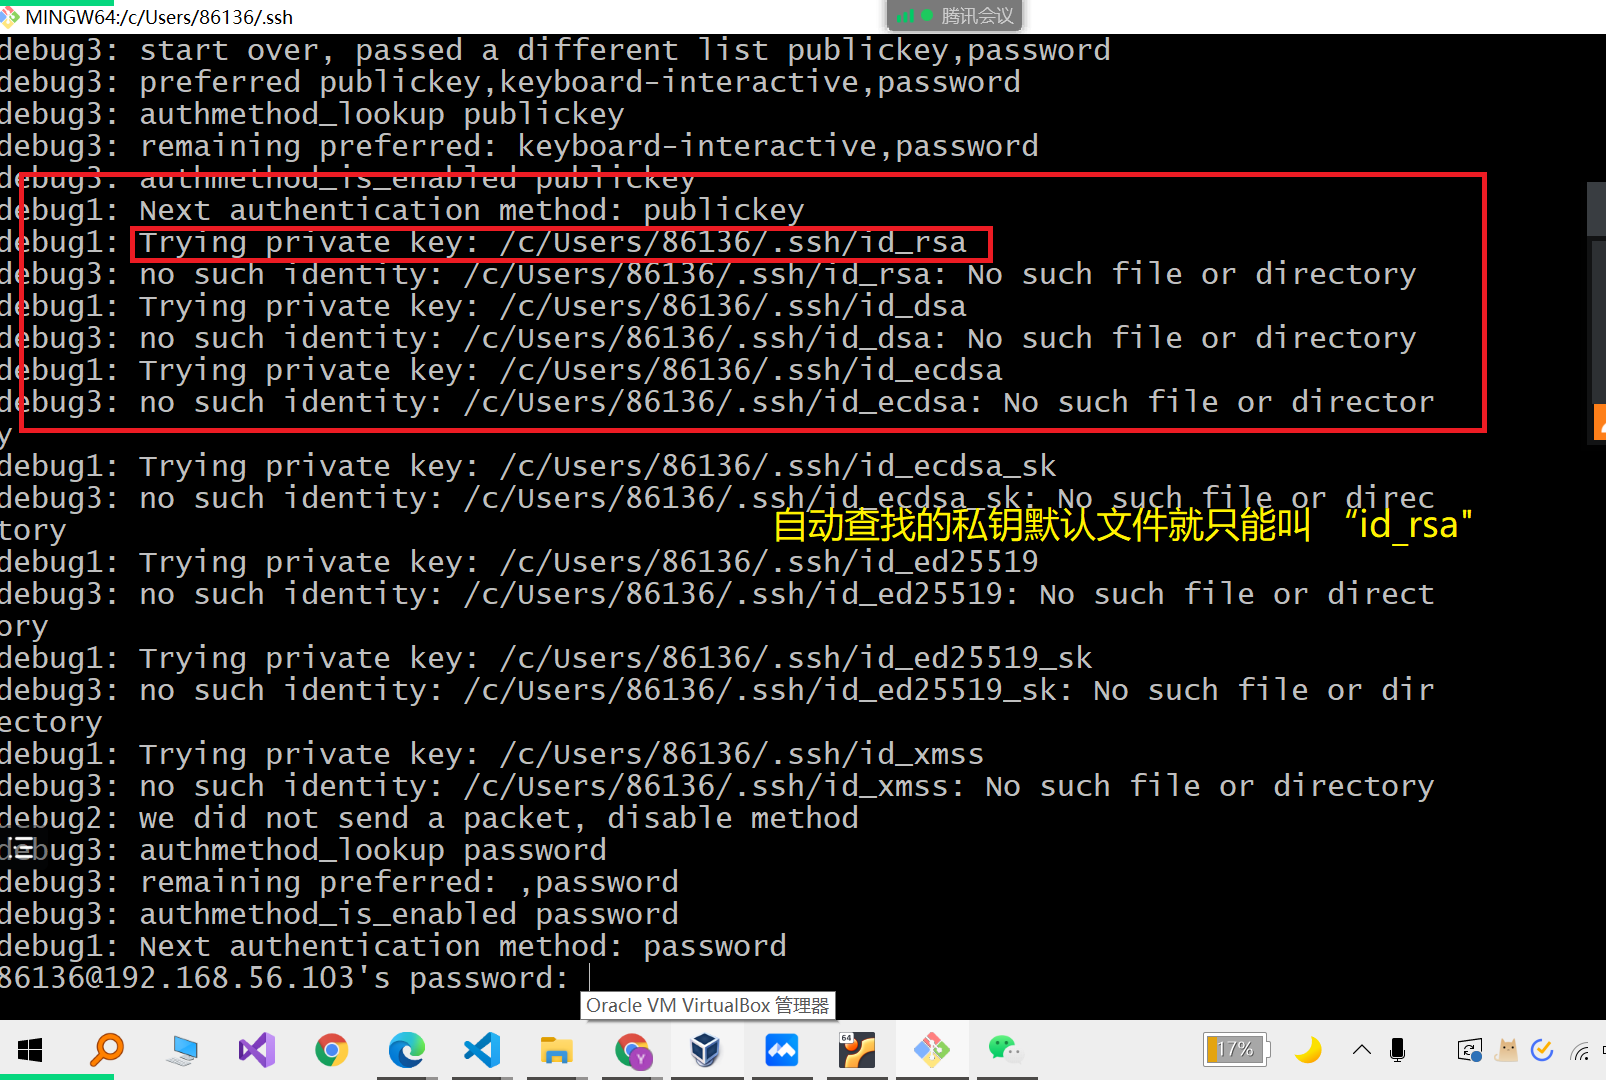 MINGW64:/c/Users/86136/.ssh
腾讯会议
debug3: start over, passed a different list publickey,password
debug3: preferred publickey,keyboard-interactive,password
debug3: authmethod_lookup publickey
debug3: remaining preferred: keyboard-interactive,password
debug3: authmethod_is_enabled publickey
debug1: Next authentication method: publickey
debug1: Trying private key: /c/Users/86136/.ssh/id_rsa
debug3: no such identity: /c/Users/86136/.ssh/id_rsa: No such file or directory
debug1: Trying private key: /c/Users/86136/.ssh/id_dsa
debug3: no such identity: /c/Users/86136/.ssh/id_dsa: No such file or directory
debug1: Trying private key: /c/Users/86136/.ssh/id_ecdsa
debug3: no such identity: /c/Users/86136/.ssh/id_ecdsa: No such file or director
y
debug1: Trying private key: /c/Users/86136/.ssh/id_ecdsa_sk
debug3: no such identity: /c/Users/86136/.ssh/id_ecdsa_sk: No such file or direc
tory
自动查找的私钥默认文件就只能叫 “id_rsa"
debug1: Trying private key: /c/Users/86136/.ssh/id_ed25519
debug3: no such identity: /c/Users/86136/.ssh/id_ed25519: No such file or direct
ory
debug1: Trying private key: /c/Users/86136/.ssh/id_ed25519_sk
debug3: no such identity: /c/Users/86136/.ssh/id_ed25519_sk: No such file or dir
ectory
debug1: Trying private key: /c/Users/86136/.ssh/id_xmss
debug3: no such identity: /c/Users/86136/.ssh/id_xmss: No such file or directory
debug2: we did not send a packet, disable method
debug3: authmethod_lookup password
debug3: remaining preferred: ,password
debug3: authmethod_is_enabled password
debug1: Next authentication method: password
86136@192.168.56.103's password:
Oracle VM VirtualBox 管理器
Y
64
17%